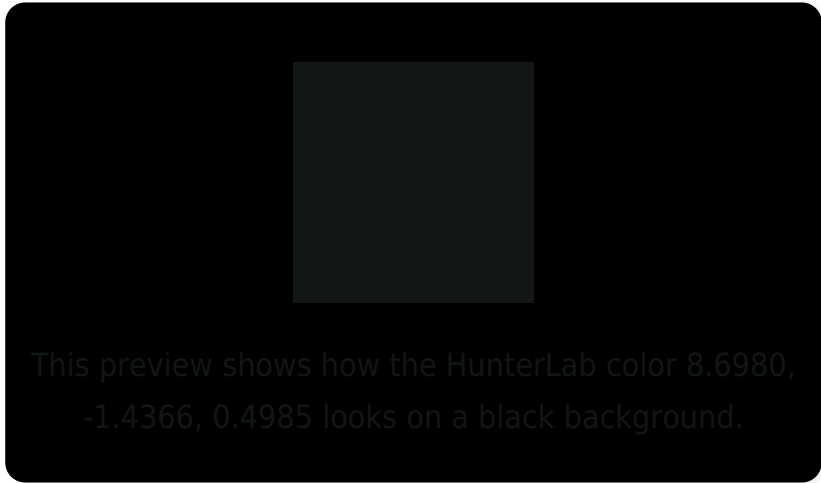 This preview shows how the HunterLab color 8.6980,
-1.4366, 0.4985 looks on a black background.